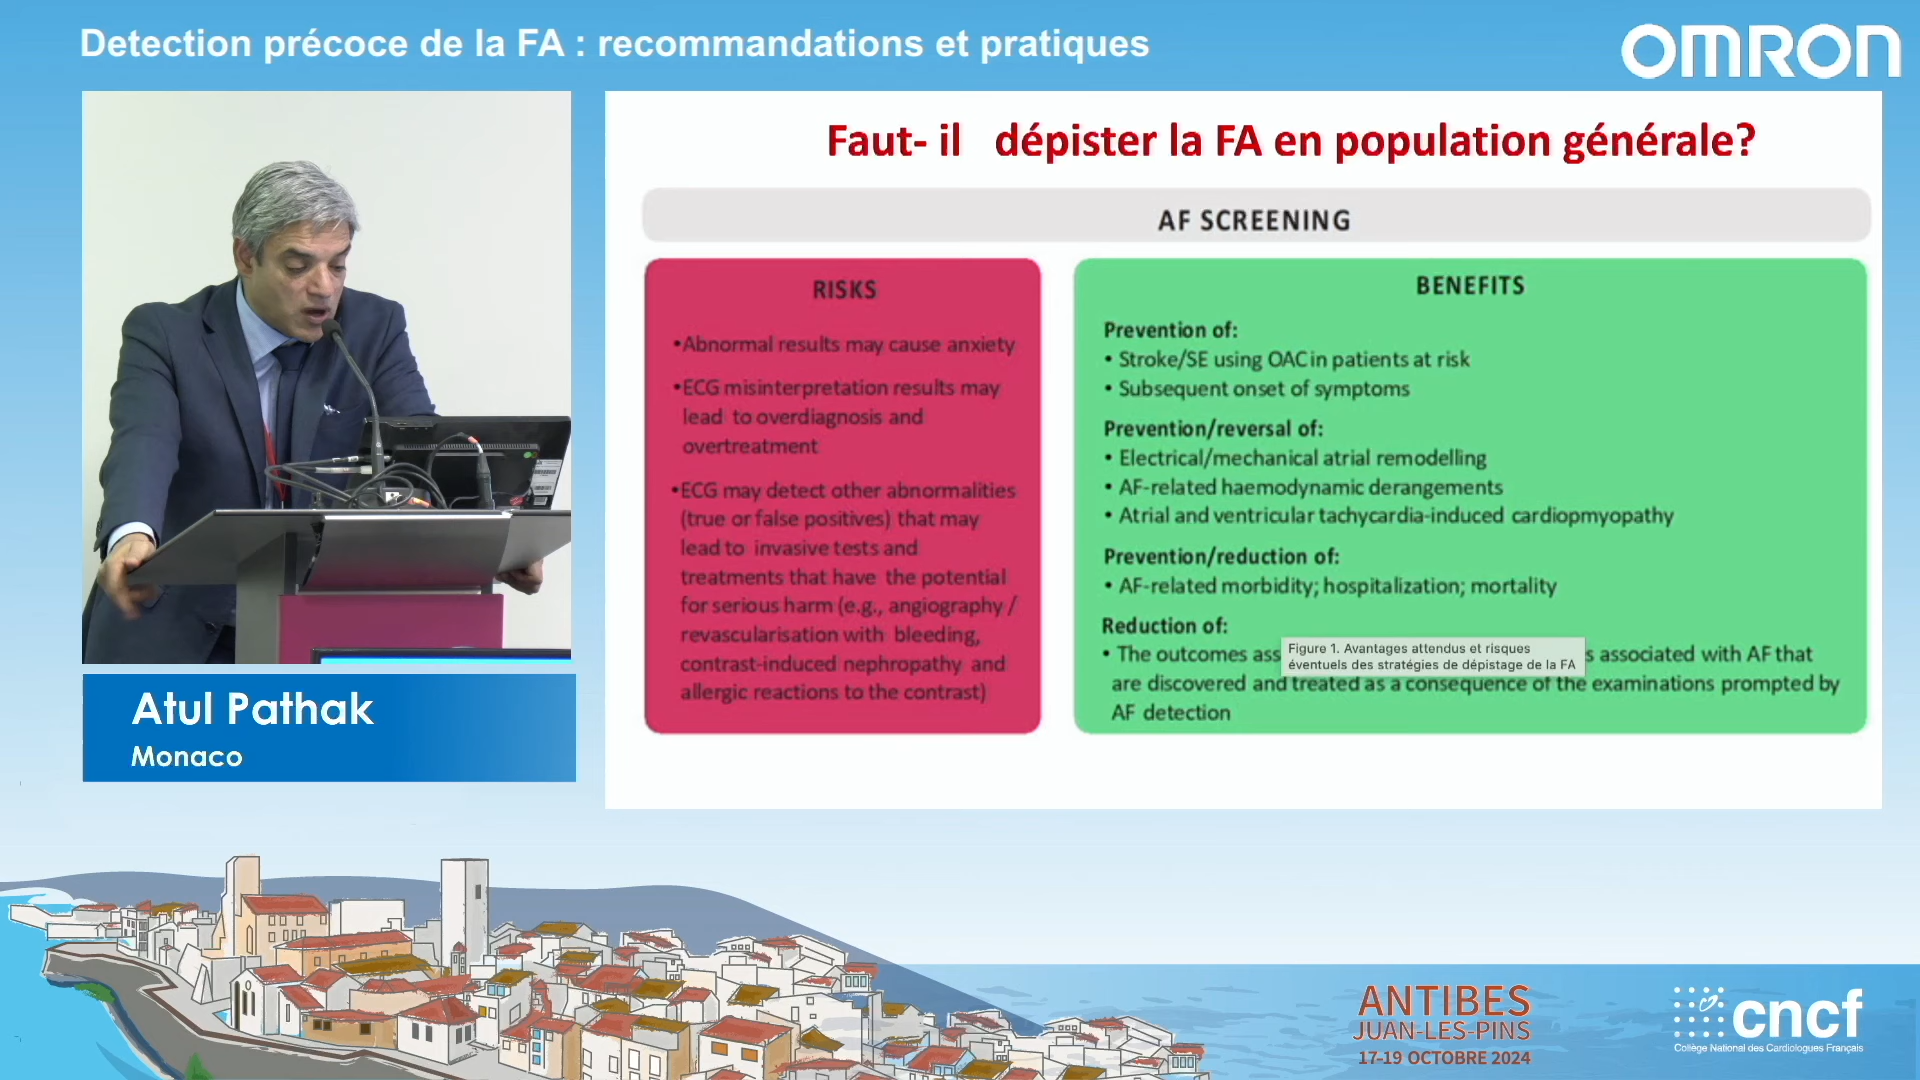 Detection précoce de la FA : recommandations et pratiques
OMRON
Faut- il dépister la FA en population générale?
AF SCREENING
RISKS
•Abnormal results may cause anxiety
•ECG misinterpretation results may
lead to overdiagnosis and
overtreatment
•ECG may detect other abnormalities
(true or false positives) that may
lead to invasive tests and
treatments that have the potential
for serious harm (e.g., angiography /
revascularisation with bleeding,
contrast-induced nephropathy and
allergic reactions to the contrast)
BENEFITS
Prevention of:
• Stroke/SE using OAC in patients at risk
• Subsequent onset of symptoms
Prevention/reversal of:
• Electrical/mechanical atrial remodelling
• AF-related haemodynamic derangements
• Atrial and ventricular tachycardia-induced cardiopmyopathy
Prevention/reduction of:
• AF-related morbidity; hospitalization; mortality
Reduction of:
• The outcomes ass s associated with AF that
are discovered and treated as a consequence of the examinations prompted by
AF detection
Figure 1. Avantages attendus et risques
éventuels des stratégies de dépistage de la FA
Atul Pathak
Monaco
ANTIBES
JUAN-LES-PINS
17-19 OCTOBRE 2024
cncf
Collège National des Cardiologues Français